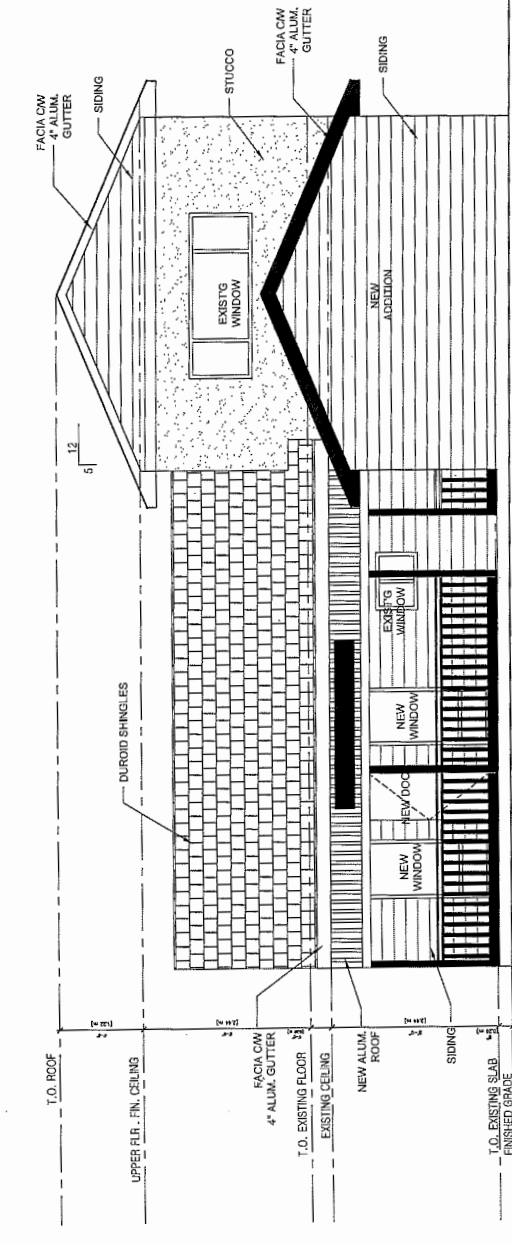 FACIA C/W
4" ALUM.
GUTTER
SIDING
STUCCO
FACIA C/W
4" ALUM.
GUTTER
SIDING
12
5
EXIST'G
WINDOW
NEW
ADDITION
DUROID SHINGLES
EXIST'G
WINDOW
NEW
WINDOW
NEW DOO
NEW
WINDOW
T.O. ROOF
UPPER FLR . FIN. CEILING
FACIA C/W
4" ALUM. GUTTER
T.O. EXISTING FLOOR
EXISTING CEILING
NEW ALUM.
ROOF
SIDING
T.O. EXISTING SLAB
FINISHED GRADE